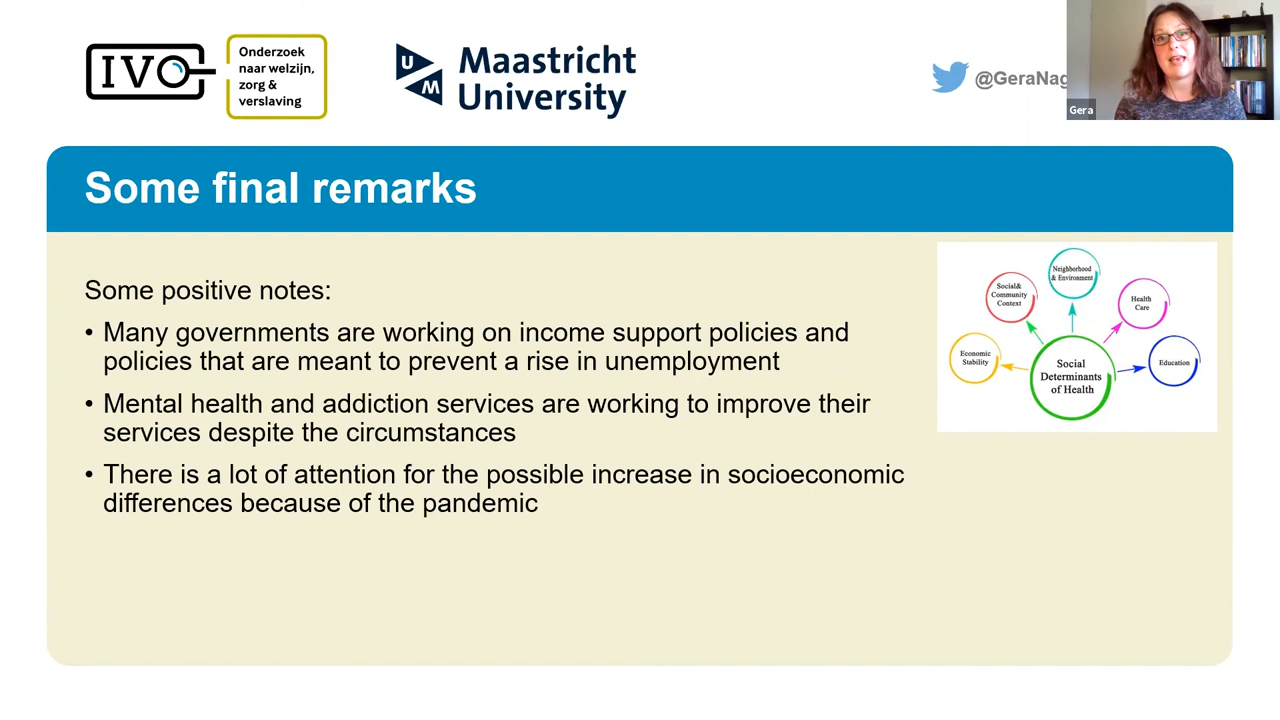 IVO
Onderzoek
naar welzijn,
zorg &
verslaving
UM
Maastricht
University
@GeraNag
Gera
Some final remarks
Some positive notes:
• Many governments are working on income support policies and
policies that are meant to prevent a rise in unemployment
• Mental health and addiction services are working to improve their
services despite the circumstances
• There is a lot of attention for the possible increase in socioeconomic
differences because of the pandemic
Neighborhood
& Environment
Social&
Community
Context
Health
Care
Economic
Stability
Education
Social
Determinants
of Health